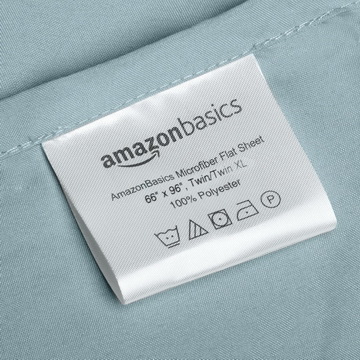 amazonbasics
AmazonBasics Microfiber Flat Sheet
66" x 96", Twin/Twin XL
100% Polyester
P